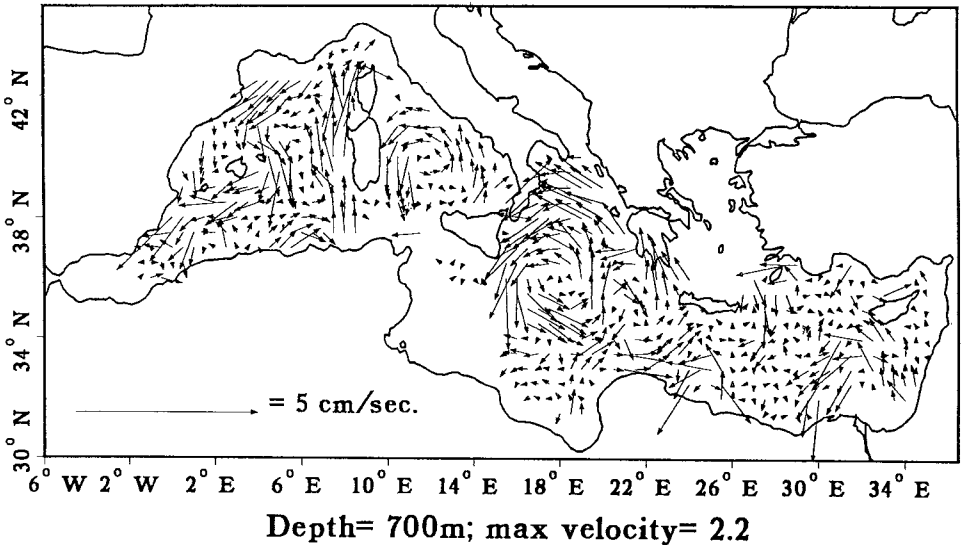 42° N
38° N
34° N
30° N
= 5 cm/sec.
6° W 2° W 2° E 6° E 10° E 14° E 18° E 22° E 26° E 30° E 34° E
Depth= 700m; max velocity= 2.2